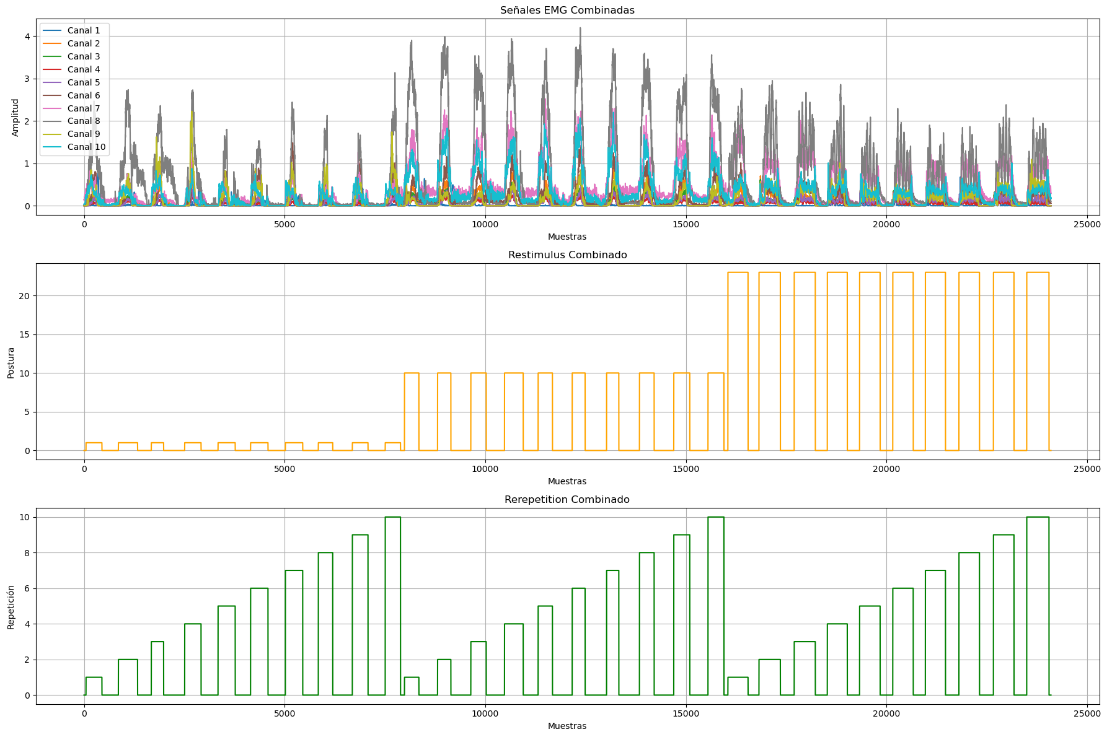 Señales EMG Combinadas
Amplitud
4
3
2
1
0
Canal 1
Canal 2
Canal 3
Canal 4
Canal 5
Canal 6
Canal 7
Canal 8
Canal 9
Canal 10
0 5000 10000 15000 20000 25000
Muestras
Restimulus Combinado
Postura
20
15
10
5
0
0 5000 10000 15000 20000 25000
Muestras
Rerepetition Combinado
Repetición
10
8
6
4
2
0
0 5000 10000 15000 20000 25000
Muestras